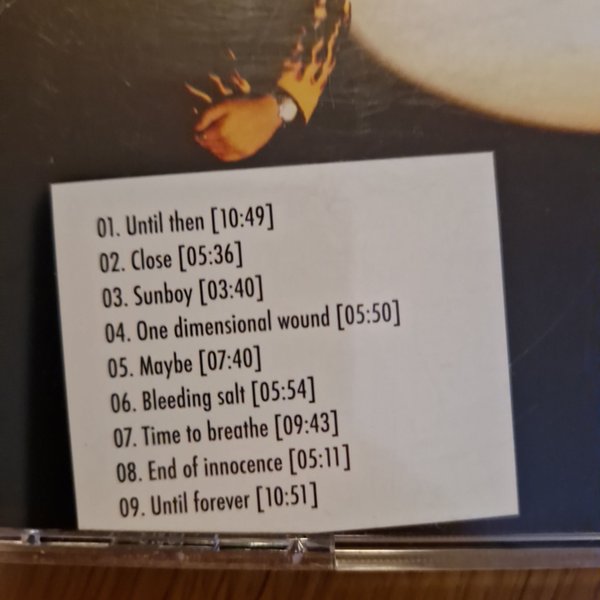 01. Until then [10:49]
02. Close [05:36]
03. Sunboy [03:40]
04. One dimensional wound [05:50]
05. Maybe [07:40]
06. Bleeding salt [05:54]
07. Time to breathe [09:43]
08. End of innocence [05:11]
09. Until forever [10:51]